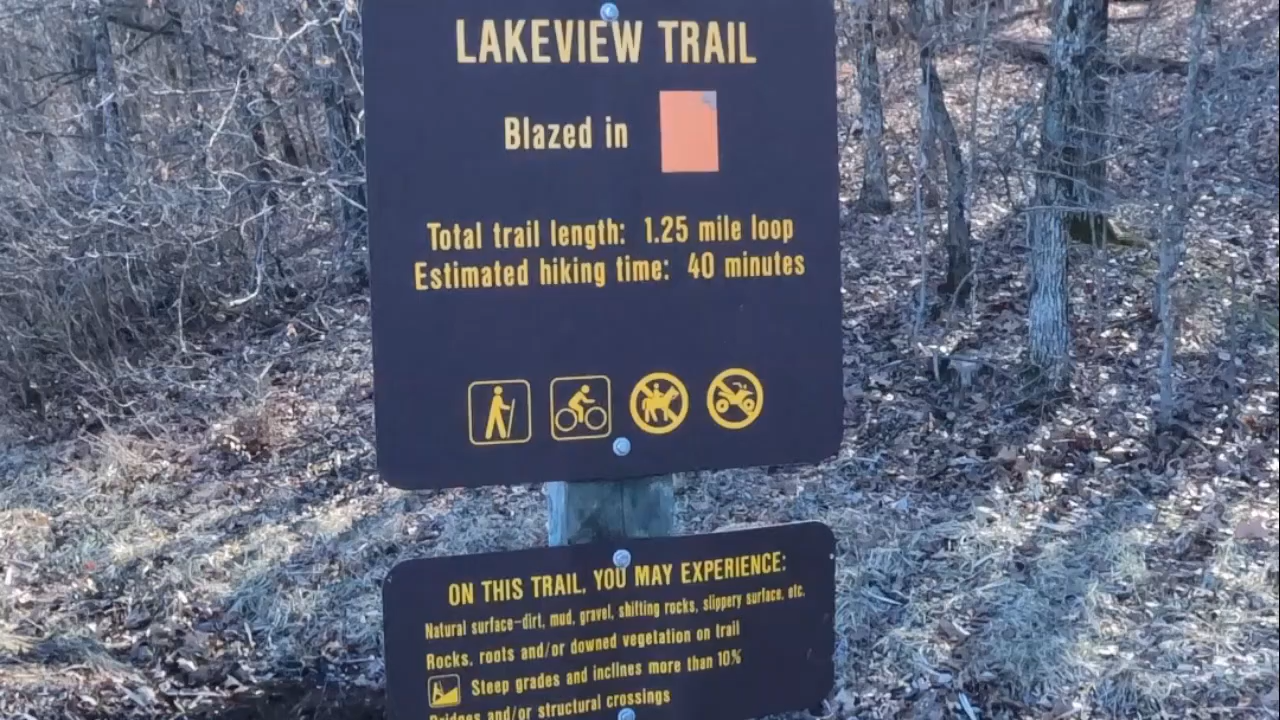 LAKEVIEW TRAIL
Blazed in
Total trail length: 1.25 mile loop
Estimated hiking time: 40 minutes
ON THIS TRAIL, YOU MAY EXPERIENCE:
Natural surface-dirt, mud, gravel, shifting rocks, slippery surface, etc.
Rocks, roots and/or downed vegetation on trail
Steep grades and inclines more than 10%
Bridges and/or structural crossings